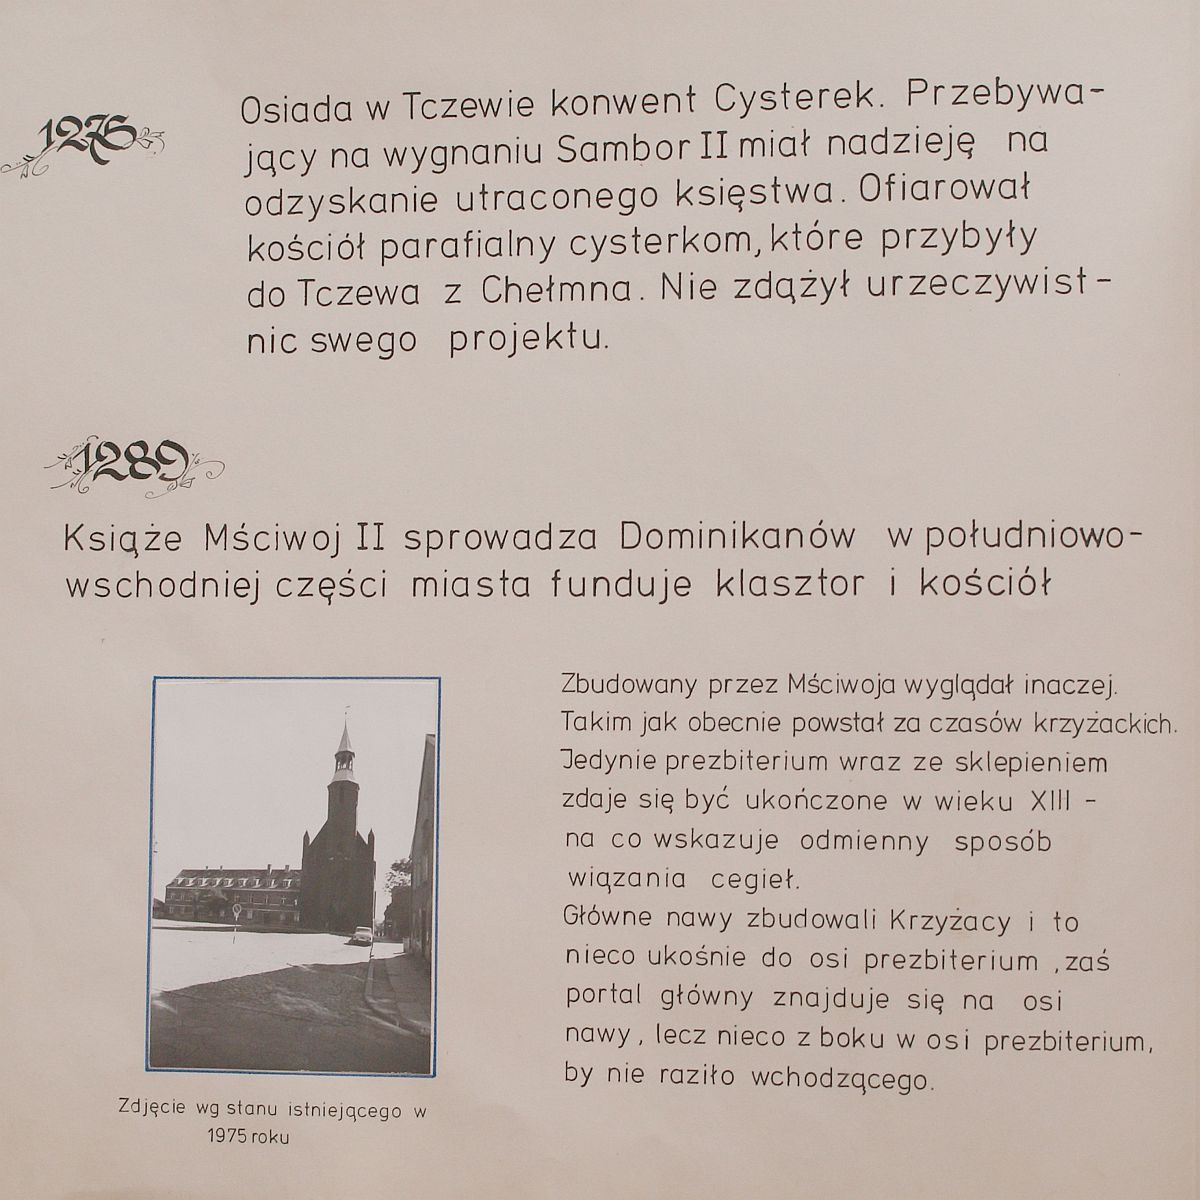 1276
Osiada w Tczewie konwent Cysterek. Przebywa-
jący na wygnaniu Sambor II miał nadzieję na
odzyskanie utraconego księstwa. Ofiarował
kościół parafialny cysterkom, które przybyły
do Tczewa z Chełmna. Nie zdążył urzeczywist-
nic swego projektu.
1289
Książe Mściwoj II sprowadza Dominikanów w południowo-
wschodniej części miasta funduje klasztor i kościół
Zbudowany przez Mściwoja wyglądał inaczej.
Takim jak obecnie powstał za czasów krzyżackich.
Jedynie prezbiterium wraz ze sklepieniem
zdaje się być ukończone w wieku XIII -
na co wskazuje odmienny sposób
wiązania cegieł.
Główne nawy zbudowali Krzyżacy i to
nieco ukośnie do osi prezbiterium ,zaś
portal główny znajduje się na osi
nawy, lecz nieco z boku w osi prezbiterium,
by nie raziło wchodzącego.
Zdjęcie wg stanu istniejącego w
1975 roku